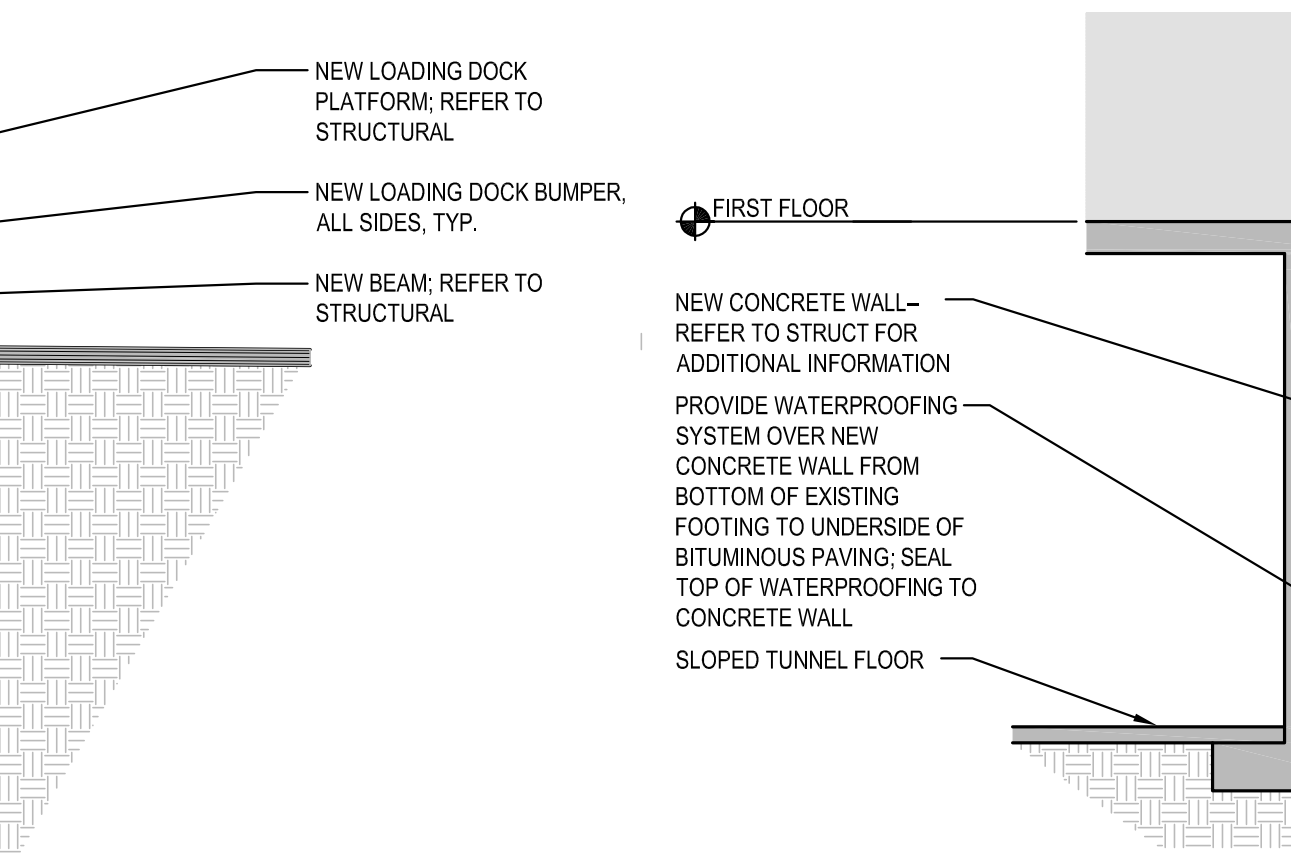 NEW LOADING DOCK
PLATFORM; REFER TO
STRUCTURAL
NEW LOADING DOCK BUMPER,
ALL SIDES, TYP.
NEW BEAM; REFER TO
STRUCTURAL
FIRST FLOOR
NEW CONCRETE WALL–
REFER TO STRUCT FOR
ADDITIONAL INFORMATION
PROVIDE WATERPROOFING
SYSTEM OVER NEW
CONCRETE WALL FROM
BOTTOM OF EXISTING
FOOTING TO UNDERSIDE OF
BITUMINOUS PAVING; SEAL
TOP OF WATERPROOFING TO
CONCRETE WALL
SLOPED TUNNEL FLOOR